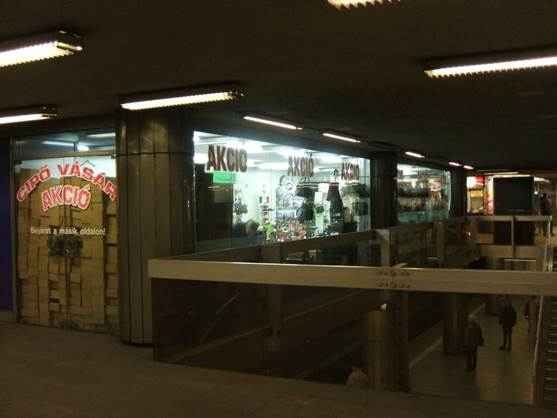 CIPŐ VÁSÁR
AKCIÓ
Bejárat a másik oldalon!
AKCIÓ
AKCIÓ
AKCIÓ